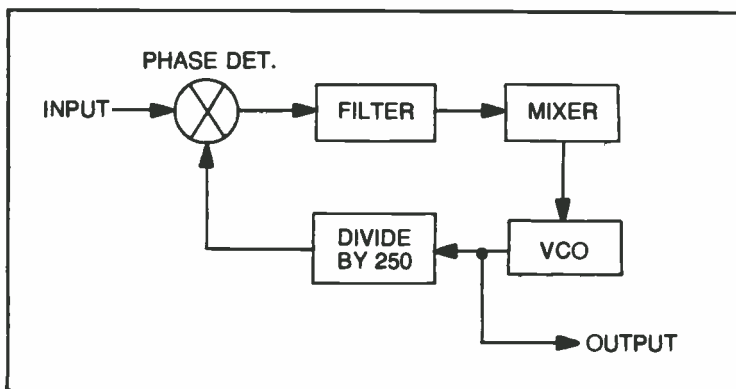 PHASE DET.
INPUT
FILTER
MIXER
DIVIDE
BY 250
VCO
OUTPUT